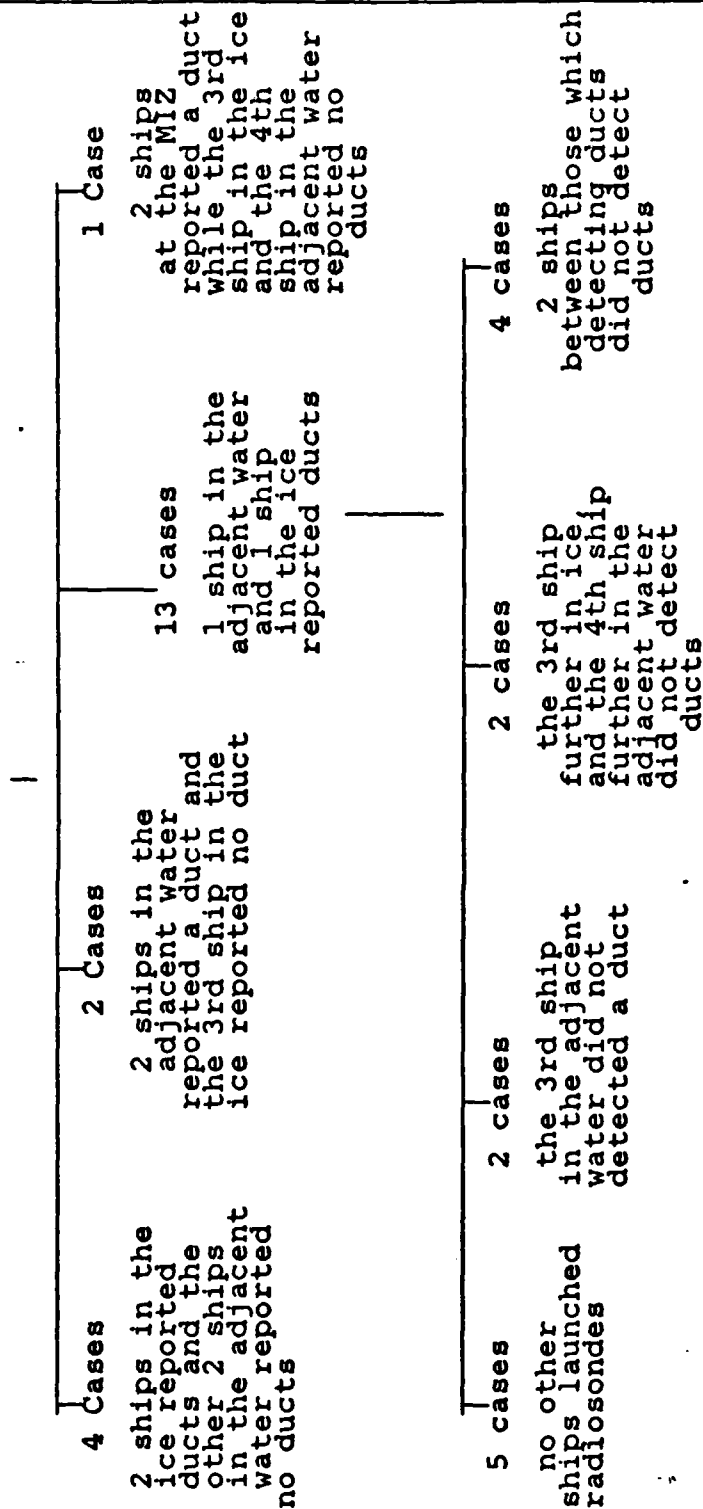 4 Cases
2 ships in the
ice reported
ducts and the
other 2 ships
in the adjacent
water reported
no ducts
2 Cases
2 ships in the
adjacent water
reported a duct and
the 3rd ship in the
ice reported no duct
13 cases
1 ship in the
adjacent water
and 1 ship
in the ice
reported ducts
1 Case
2 ships
at the MIZ
reported a duct
while the 3rd
ship in the ice
and the 4th
ship in the
adjacent water
reported no
ducts
5 cases
no other
ships launched
radiosondes
2 cases
the 3rd ship
in the adjacent
water did not
detected a duct
2 cases
the 3rd ship
further in ice,
and the 4th ship
further in the
adjacent water
did not detect
ducts
4 cases
2 ships
between those which
detecting ducts
did not detect
ducts